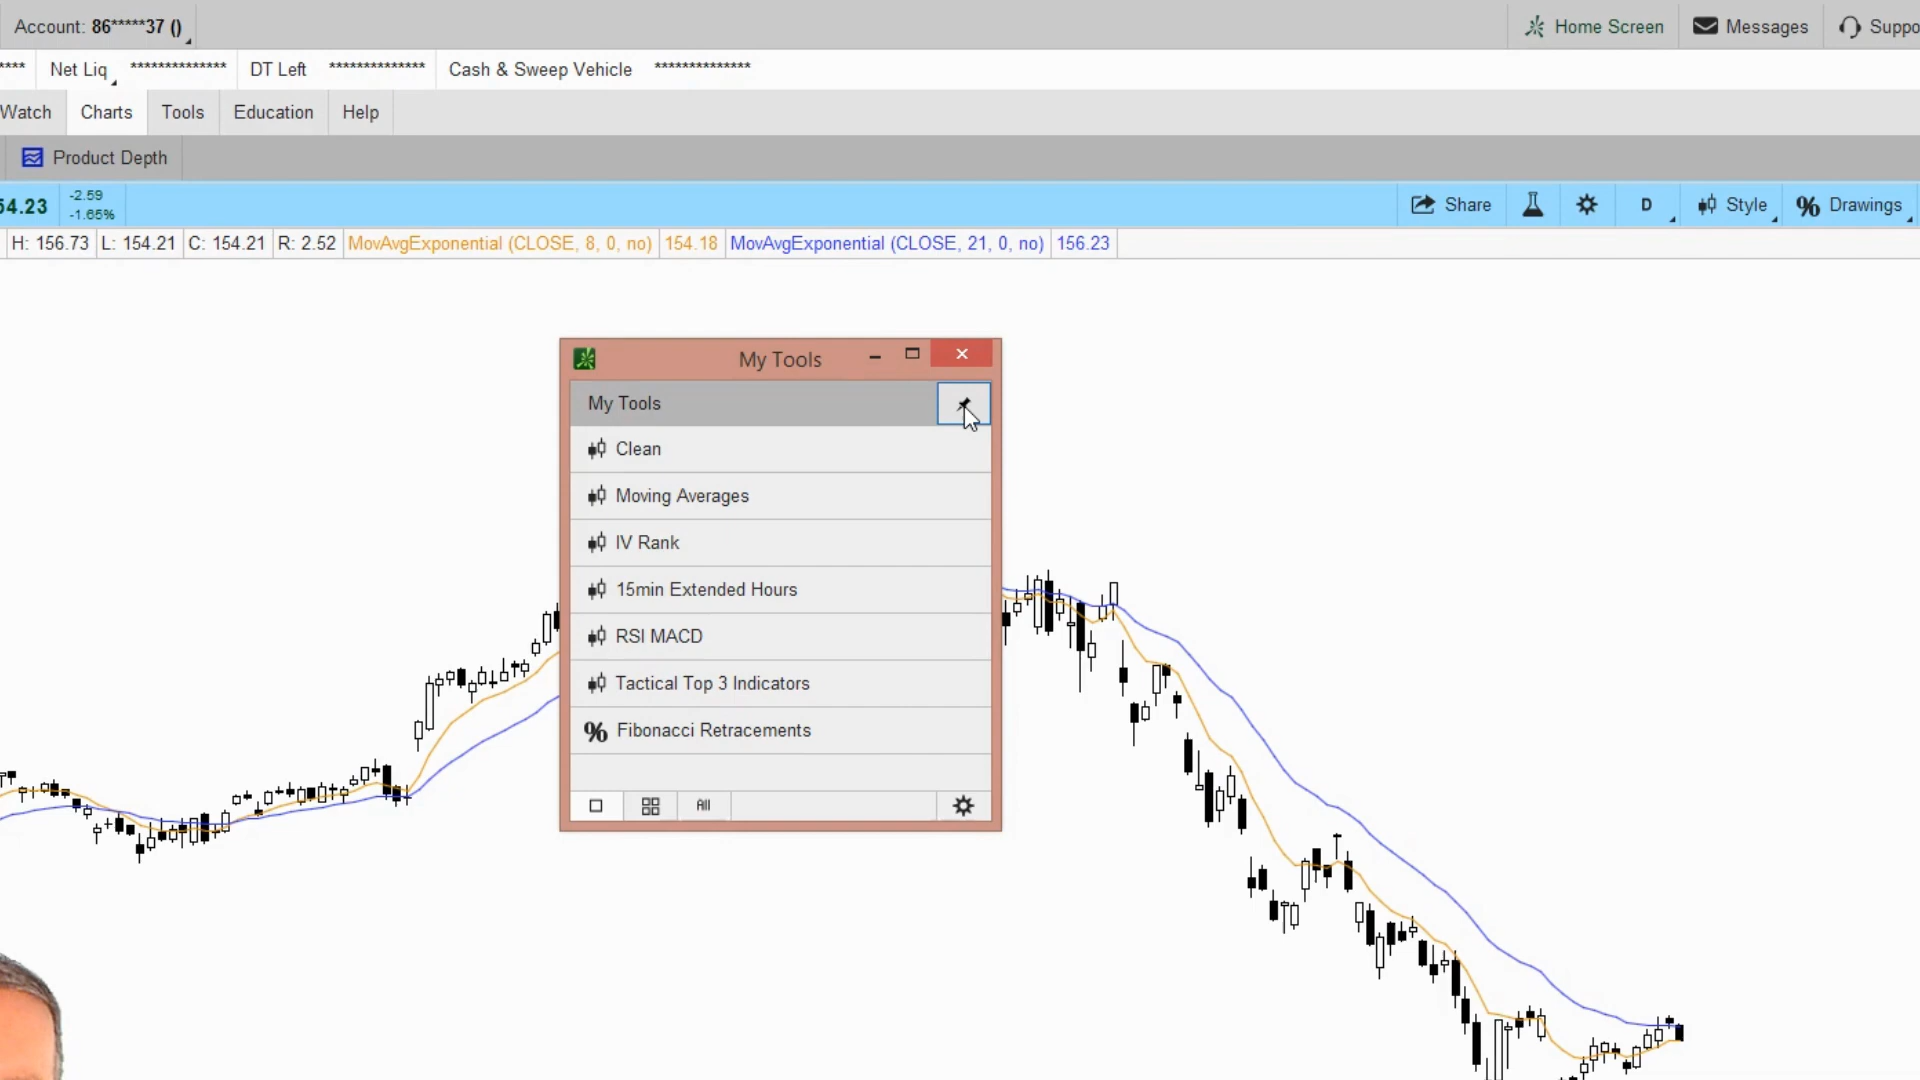 Account: 86*****37 () Home Screen Messages Suppo
**** Net Liq ************** DT Left ************** Cash & Sweep Vehicle **************
Watch Charts Tools Education Help
Product Depth
54.23 -2.59 Share D Style % Drawings
-1.65%
H: 156.73 L: 154.21 C: 154.21 R: 2.52 MovAvgExponential (CLOSE, 8, 0, no) 154.18 MovAvgExponential (CLOSE, 21, 0, no) 156.23
My Tools
My Tools
Clean
Moving Averages
IV Rank
15min Extended Hours
RSI MACD
Tactical Top 3 Indicators
% Fibonacci Retracements
All